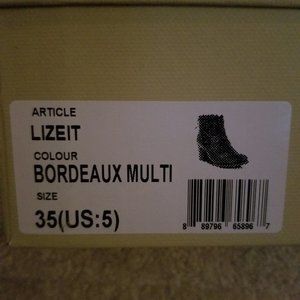 ARTICLE
LIZEIT
COLOUR
BORDEAUX MULTI
SIZE
35(US:5)
8 89796 65896 7